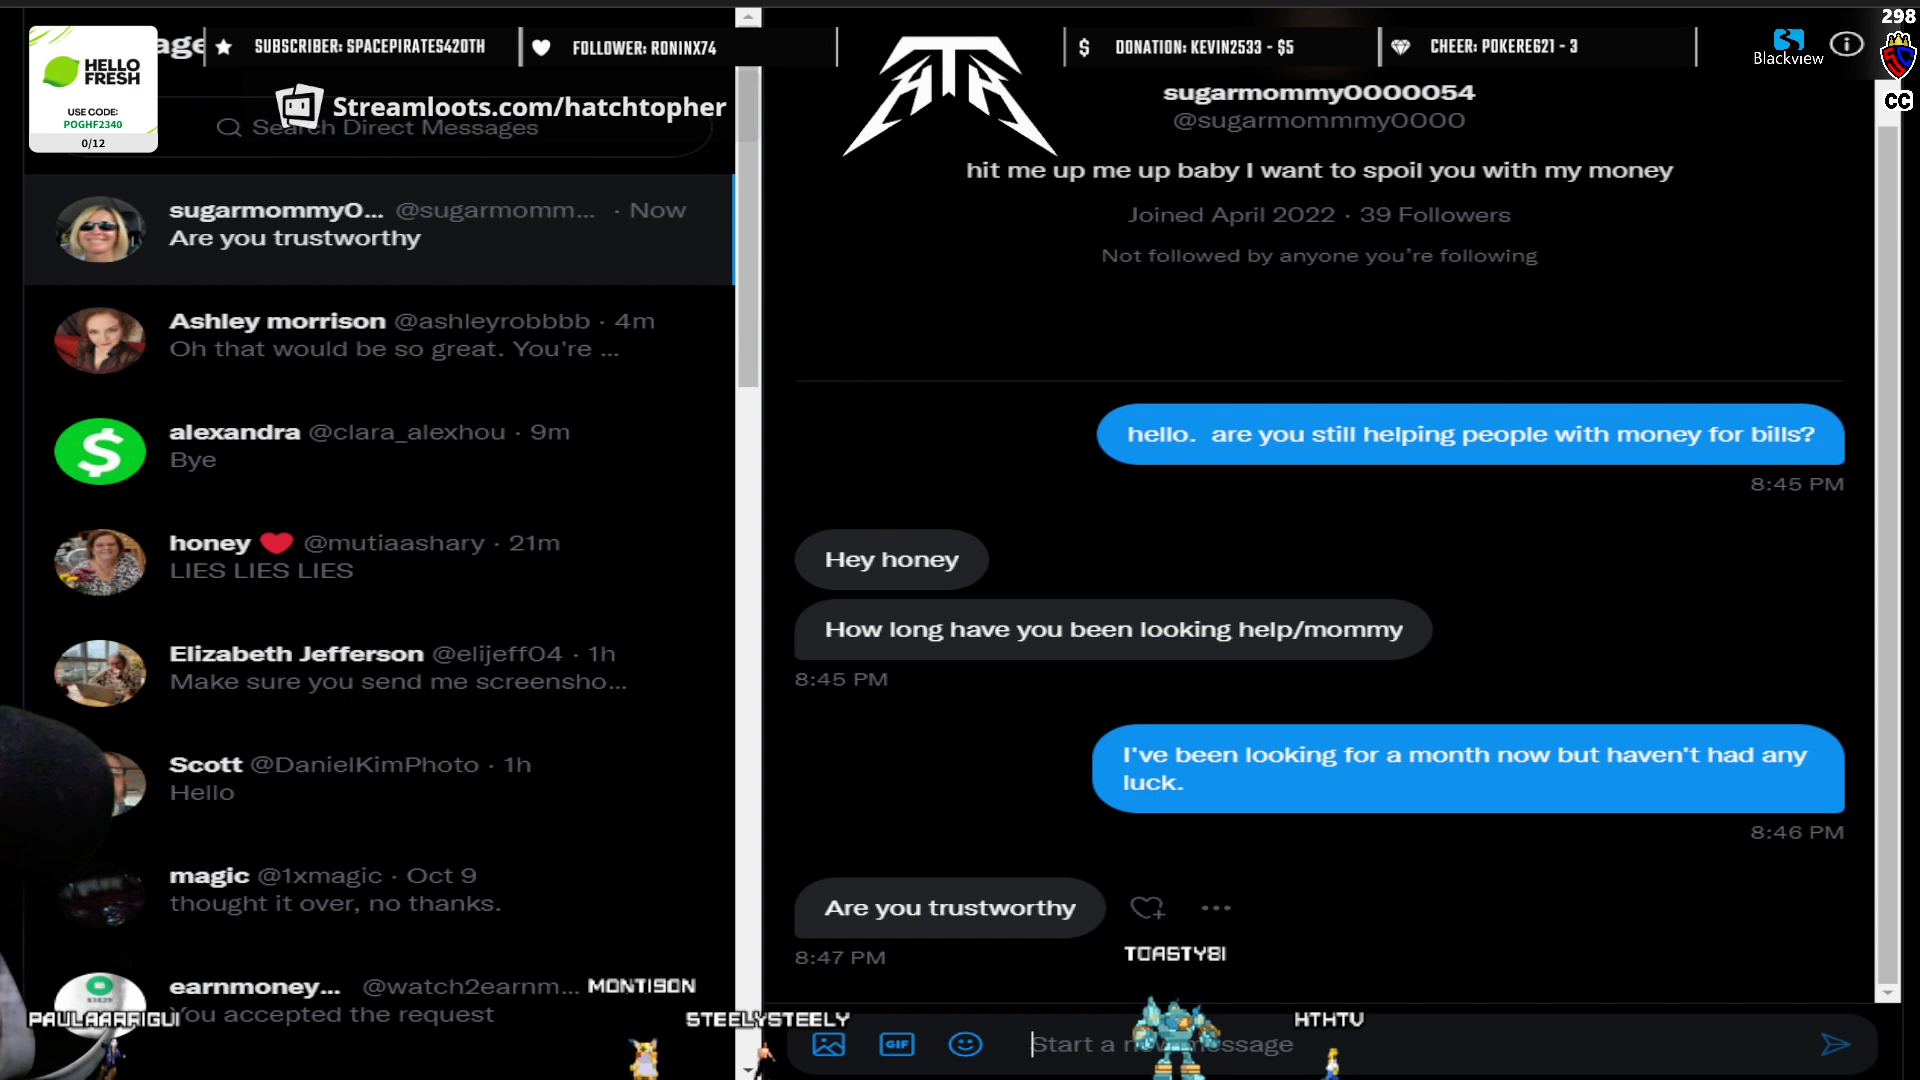 HELLO
FRESH
USE CODE:
POGHF2340
0/12
SUBSCRIBER: SPACEPIRATES420TH
FOLLOWER: RONINX74
DONATION: KEVIN2533 - $5
CHEER: POKERE621 - 3
Blackview
298
CC
Streamloots.com/hatchtopher
Search Direct Messages
sugarmommy0... @sugarmomm... · Now
Are you trustworthy
Ashley morrison @ashleyrobbbb · 4m
Oh that would be so great. You're ...
alexandra @clara_alexhou · 9m
Bye
honey ❤ @mutiaashary · 21m
LIES LIES LIES
Elizabeth Jefferson @elijeff04 · 1h
Make sure you send me screensho...
Scott @DanielKimPhoto · 1h
Hello
magic @1xmagic · Oct 9
thought it over, no thanks.
earnmoney... @watch2earnm...
You accepted the request
sugarmommy0000054
@sugarmommmy0000
hit me up me up baby I want to spoil you with my money
Joined April 2022 · 39 Followers
Not followed by anyone you're following
hello. are you still helping people with money for bills?
8:45 PM
Hey honey
How long have you been looking help/mommy
8:45 PM
I've been looking for a month now but haven't had any
luck.
8:46 PM
Are you trustworthy
8:47 PM
TOASTY81
MONTISON
PAULAARFIGUI
STEELYSTEELY
HTHTV
GIF
Start a new message